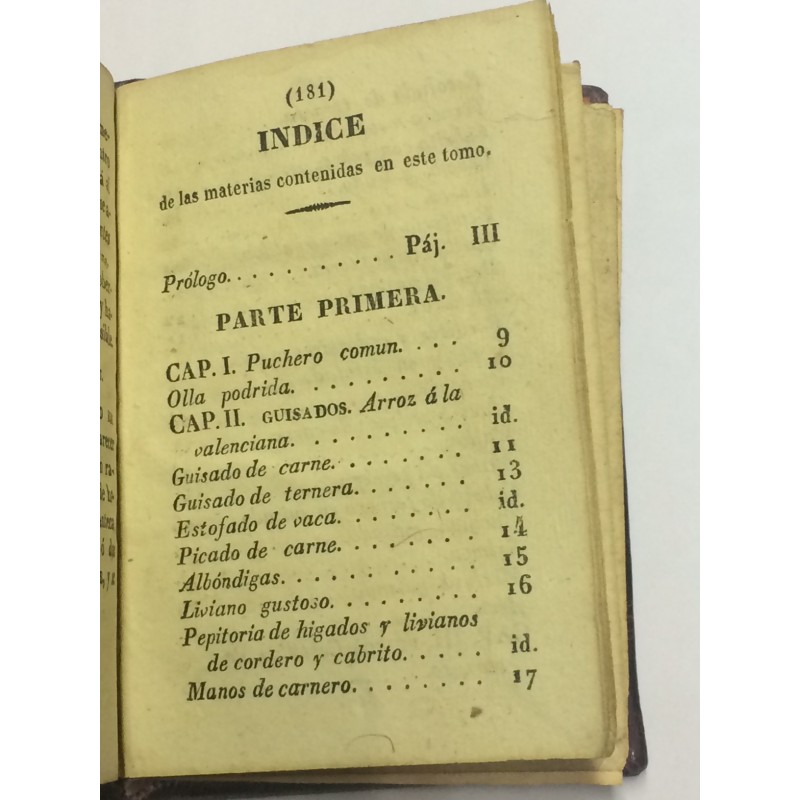 (181)
INDICE
de las materias contenidas en este tomo.
Prólogo. . . . . . . . . . . Páj. III
PARTE PRIMERA.
CAP. I. Puchero comun. . . . . 9
Olla podrida. . . . . . . . . . 10
CAP. II. GUISADOS. Arroz á la
valenciana. . . . . . . . . . id.
Guisado de carne. . . . . . . . 11
Guisado de ternera. . . . . . . 13
Estofado de vaca. . . . . . . . id.
Picado de carne. . . . . . . . 14
Albóndigas. . . . . . . . . . . 15
Liviano gustoso. . . . . . . . . 16
Pepitoria de higados y livianos
de cordero y cabrito. . . . . id.
Manos de carnero. . . . . . . . 17